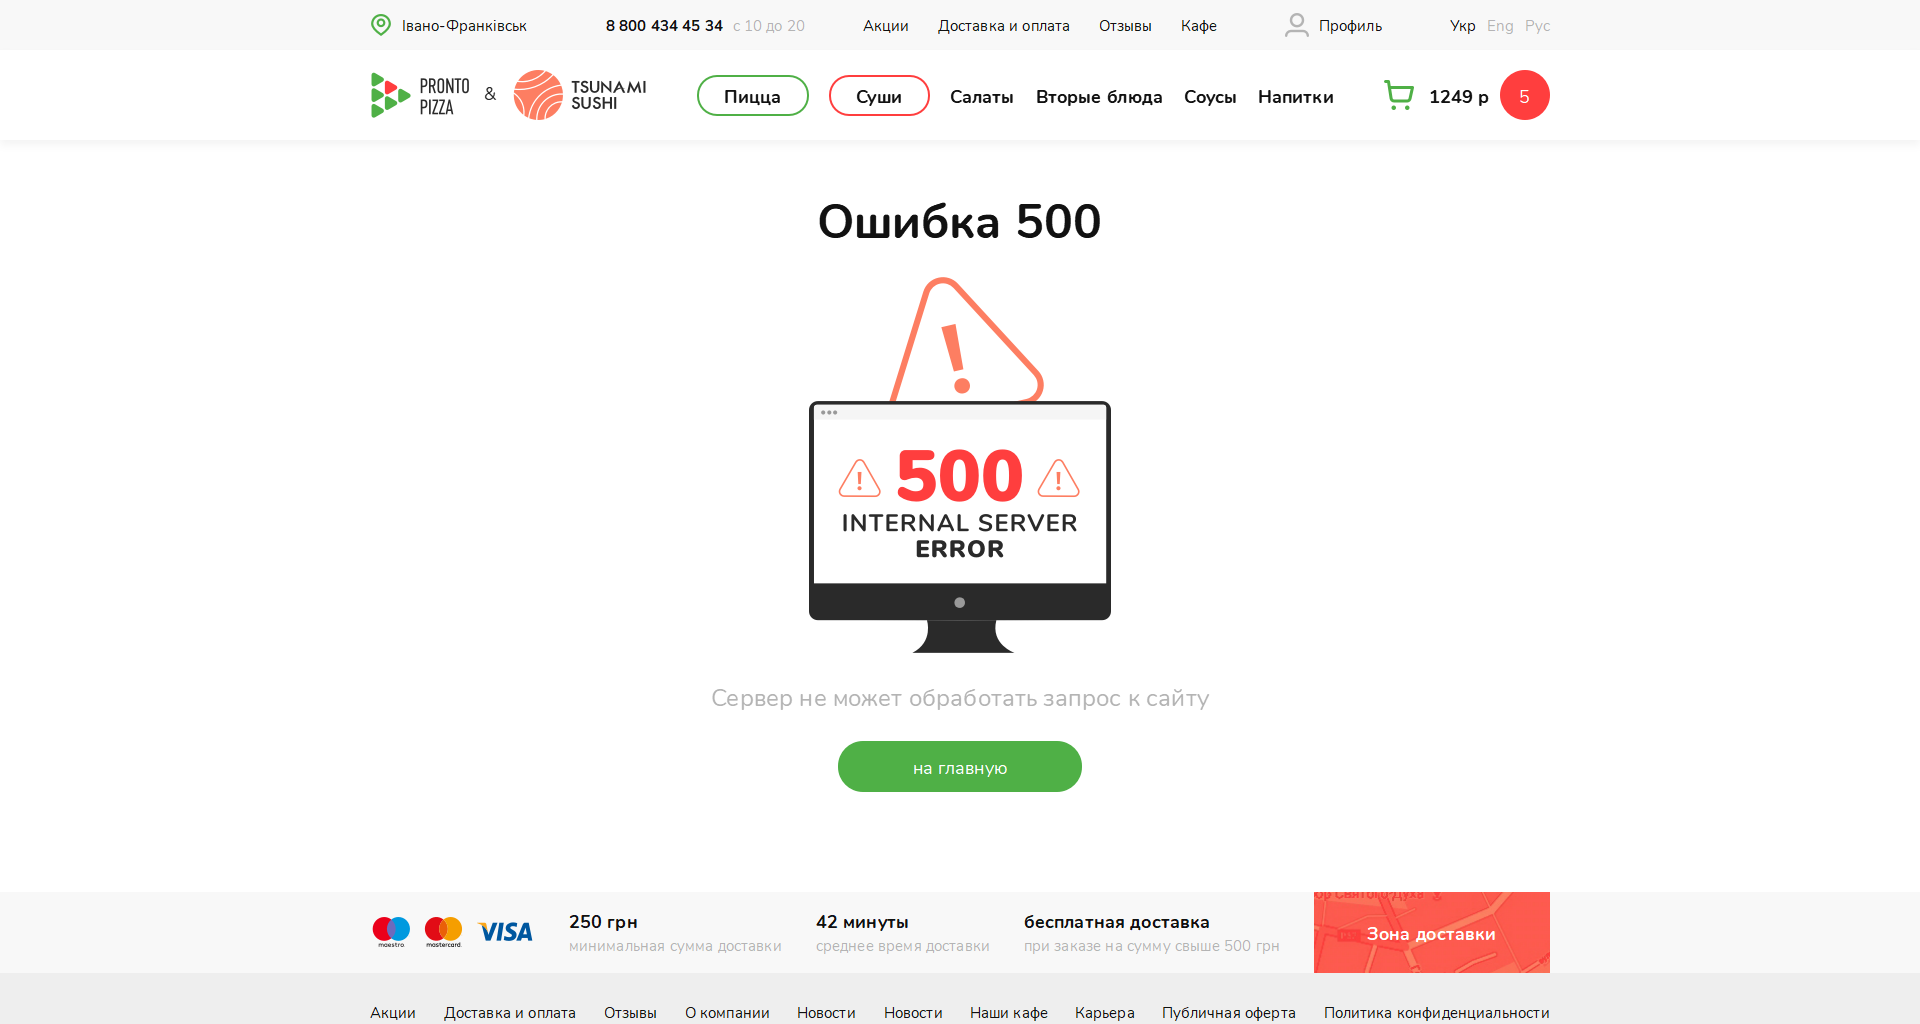 Івано-Франківськ 8 800 434 45 34 с 10 до 20 Акции Доставка и оплата Отзывы Кафе Профиль Укр Eng Рус
PRONTO PIZZA & TSUNAMI SUSHI Пицца Суши Салаты Вторые блюда Соусы Напитки 1249 р 5
Ошибка 500
!
! 500 !
INTERNAL SERVER
ERROR
Сервер не может обработать запрос к сайту
на главную
250 грн 42 минуты бесплатная доставка
maestro mastercard VISA минимальная сумма доставки среднее время доставки при заказе на сумму свыше 500 грн
Зона доставки
Акции Доставка и оплата Отзывы О компании Новости Новости Наши кафе Карьера Публичная оферта Политика конфиденциальности